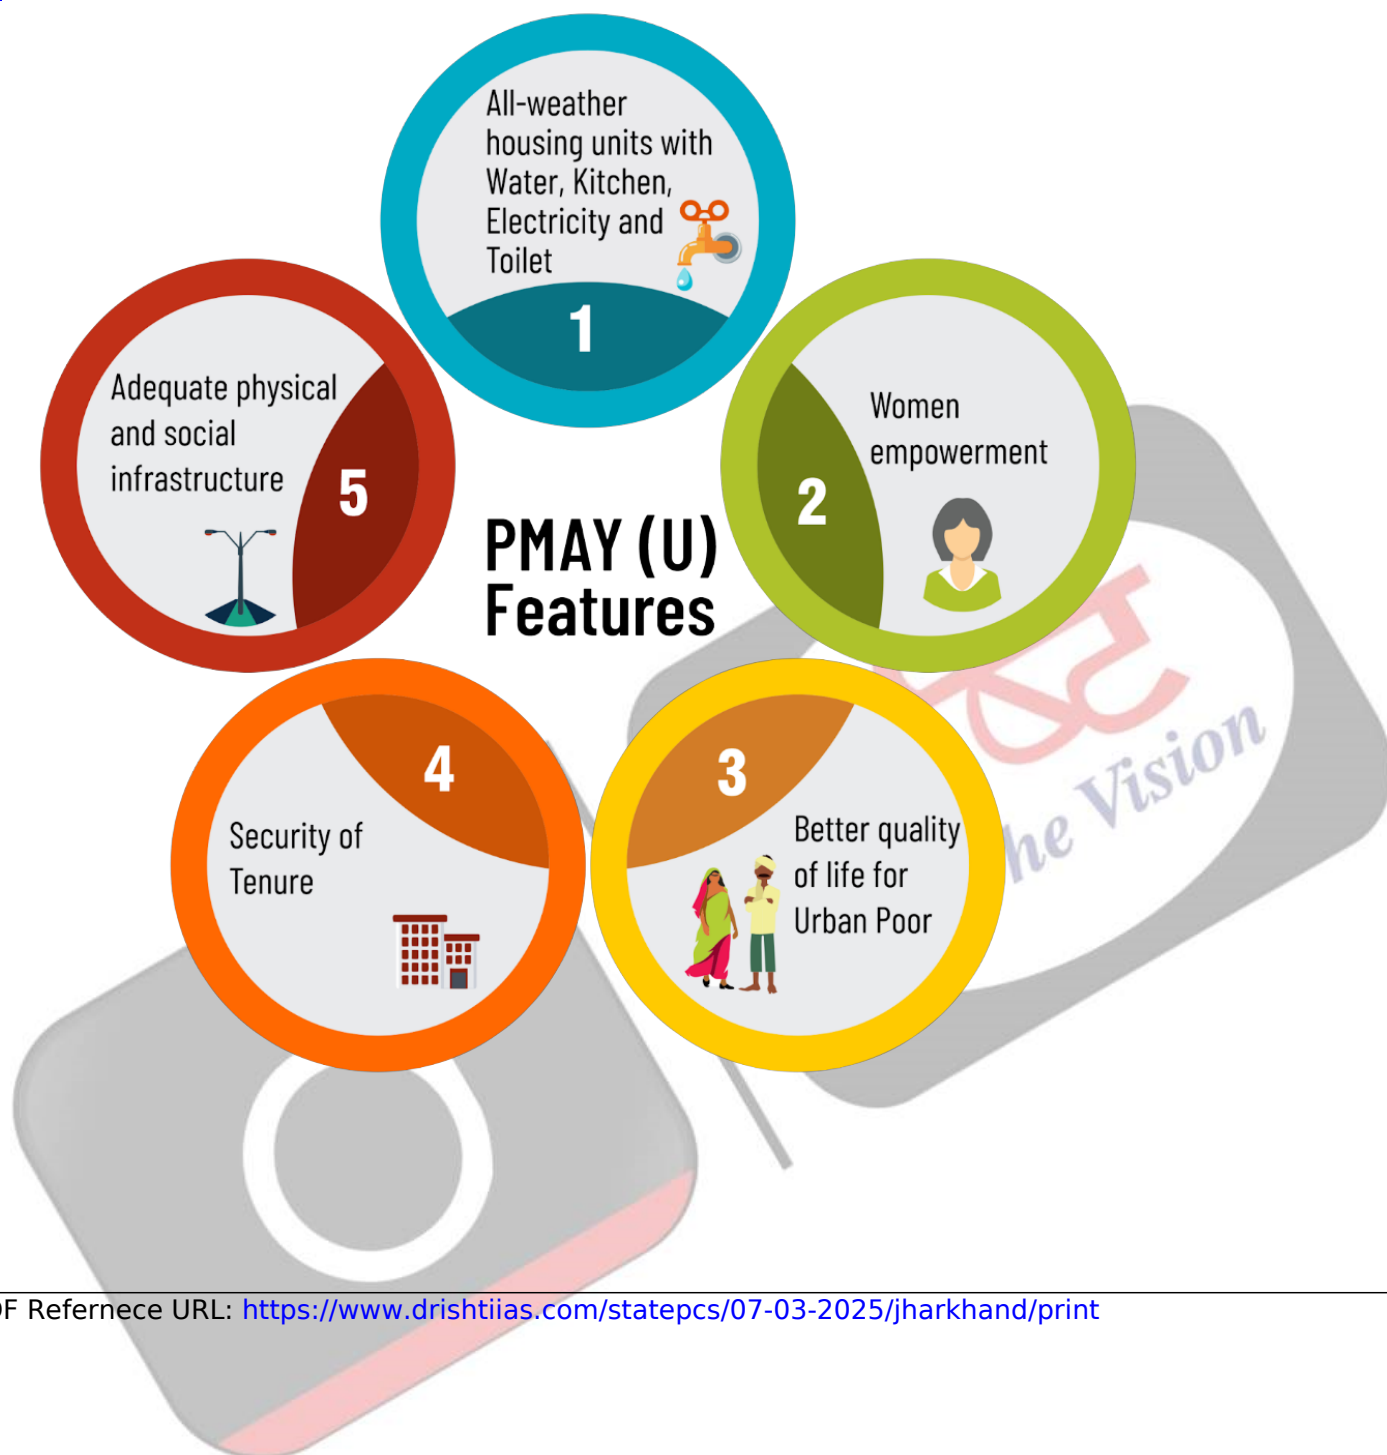 All-weather
housing units with
Water, Kitchen,
Electricity and
Toilet
1
Women
empowerment
2
3
Better quality
of life for
Urban Poor
4
Security of
Tenure
Adequate physical
and social
infrastructure
5
PMAY (U)
Features
Vision
Refernece URL: https://www.drishtiias.com/statepcs/07-03-2025/jharkhand/print